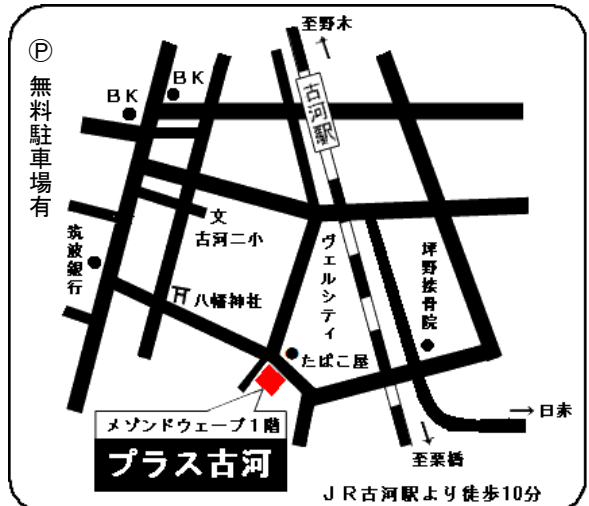 至野木
Ⓟ 無料駐車場有
BK
BK
古河駅
文
古河二小
筑波銀行
八幡神社
ヴェルシティ
坪野接骨院
たばこ屋
メゾンドウェーブ1階
プラス古河
→日赤
至栗橋
JR古河駅より徒歩10分